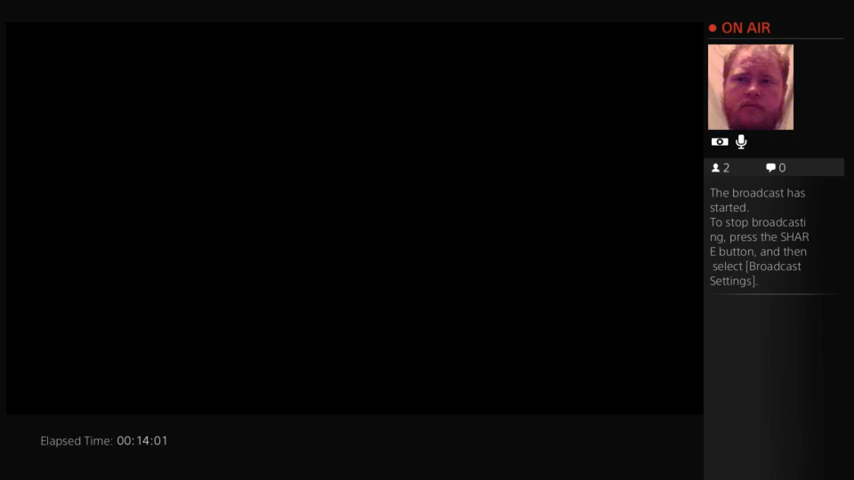 ON AIR
2 0
The broadcast has
started.
To stop broadcasti
ng, press the SHAR
E button, and then
select [Broadcast
Settings].
Elapsed Time: 00:14:01